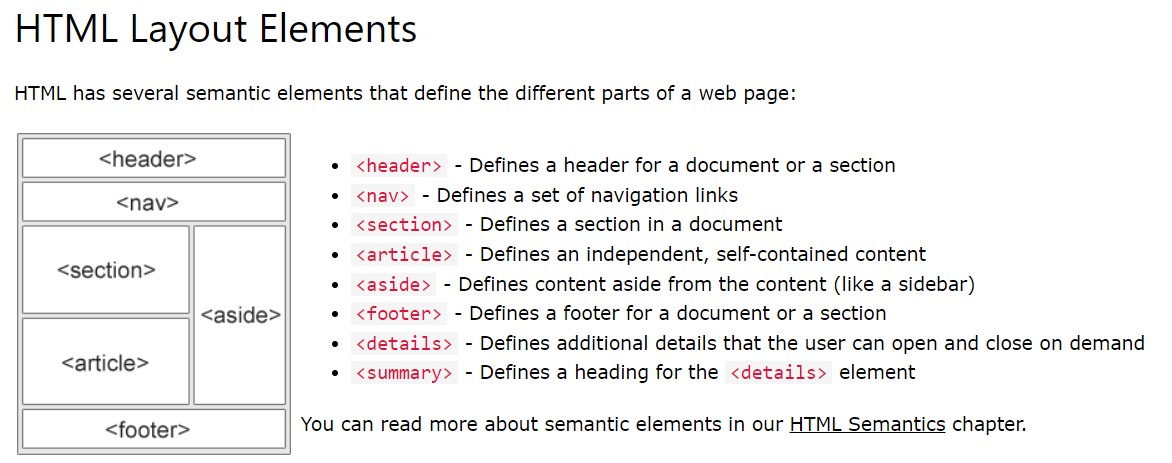 HTML Layout Elements
HTML has several semantic elements that define the different parts of a web page:
<header>
<nav>
<section>
<aside>
<article>
<footer>
• <header> - Defines a header for a document or a section
• <nav> - Defines a set of navigation links
• <section> - Defines a section in a document
• <article> - Defines an independent, self-contained content
• <aside> - Defines content aside from the content (like a sidebar)
• <footer> - Defines a footer for a document or a section
• <details> - Defines additional details that the user can open and close on demand
• <summary> - Defines a heading for the <details> element
You can read more about semantic elements in our HTML Semantics chapter.